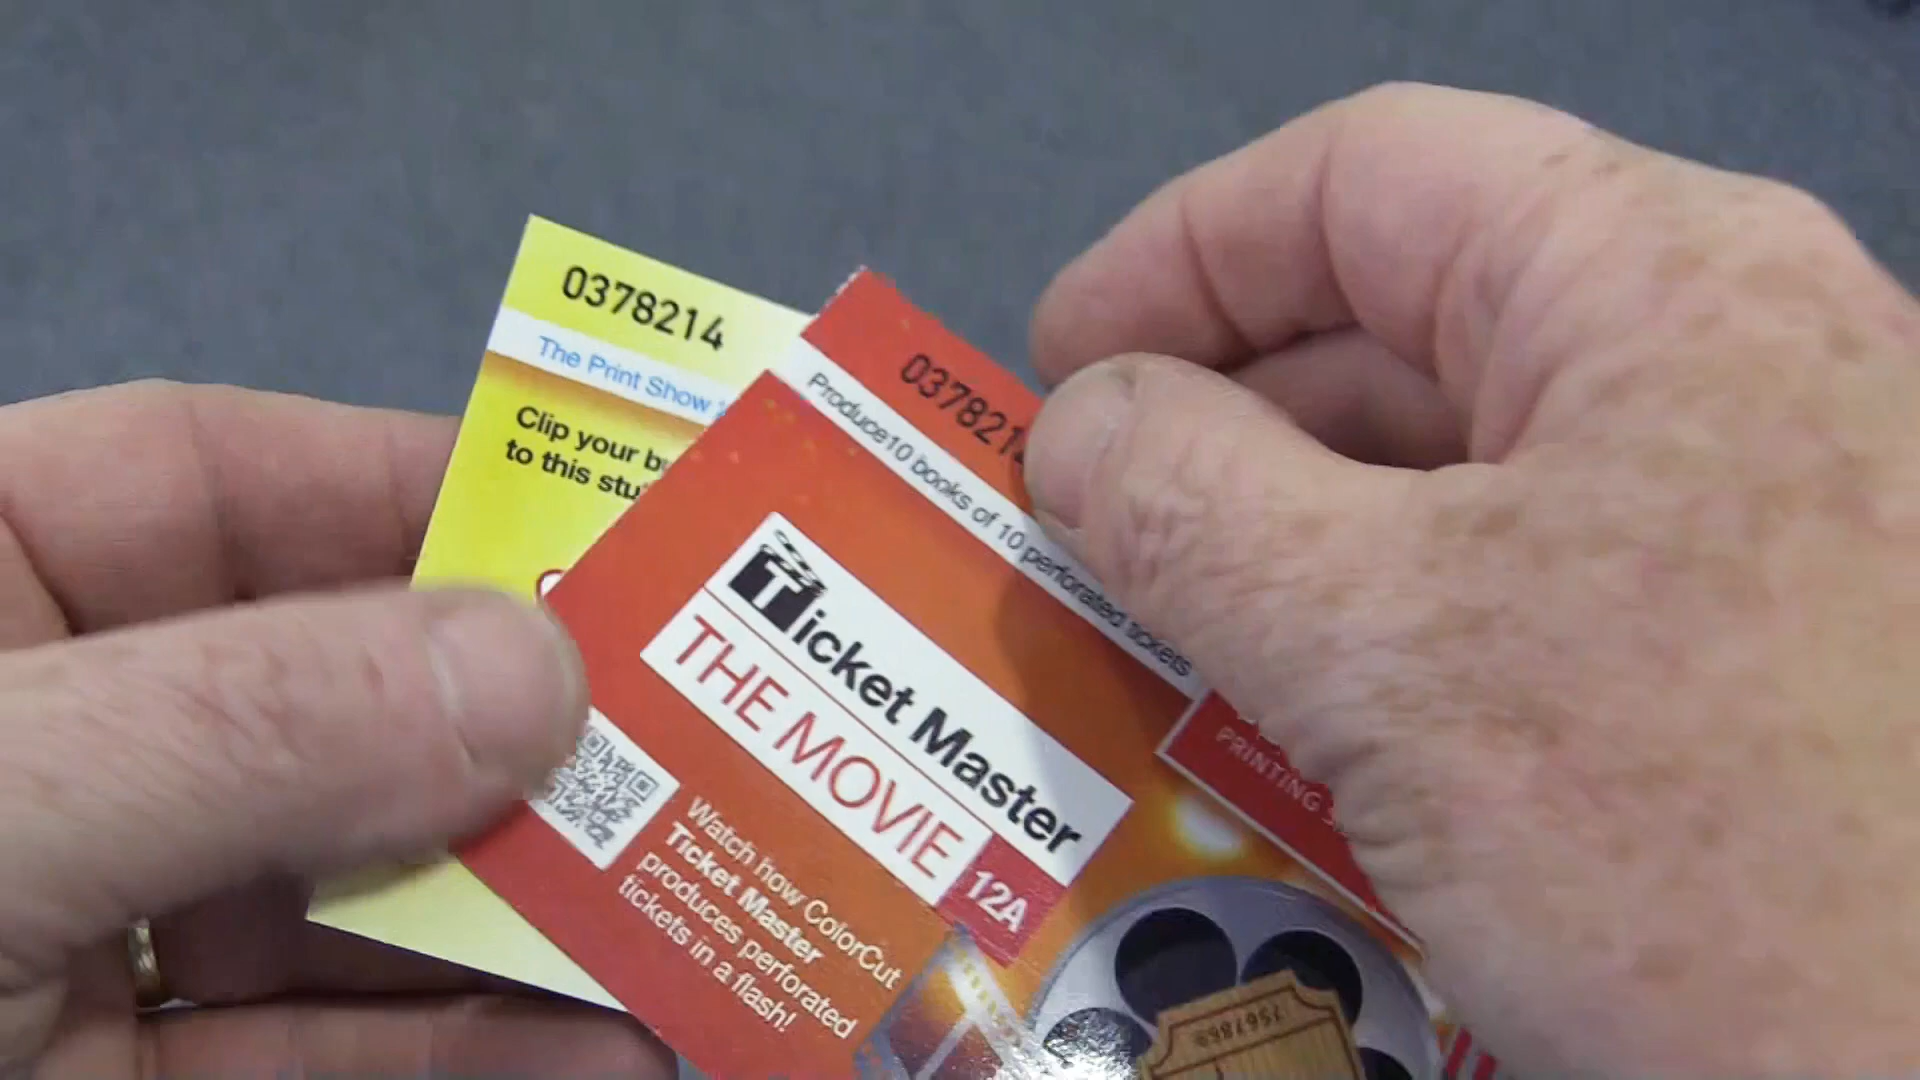 0378214
The Print Show
Clip your
to this
037821
Produce10 books of 10 perforated tickets
Ticket Master
THE MOVIE
12A
PRINTING
Watch how ColorCut
Ticket Master
produces perforated
tickets in a flash!